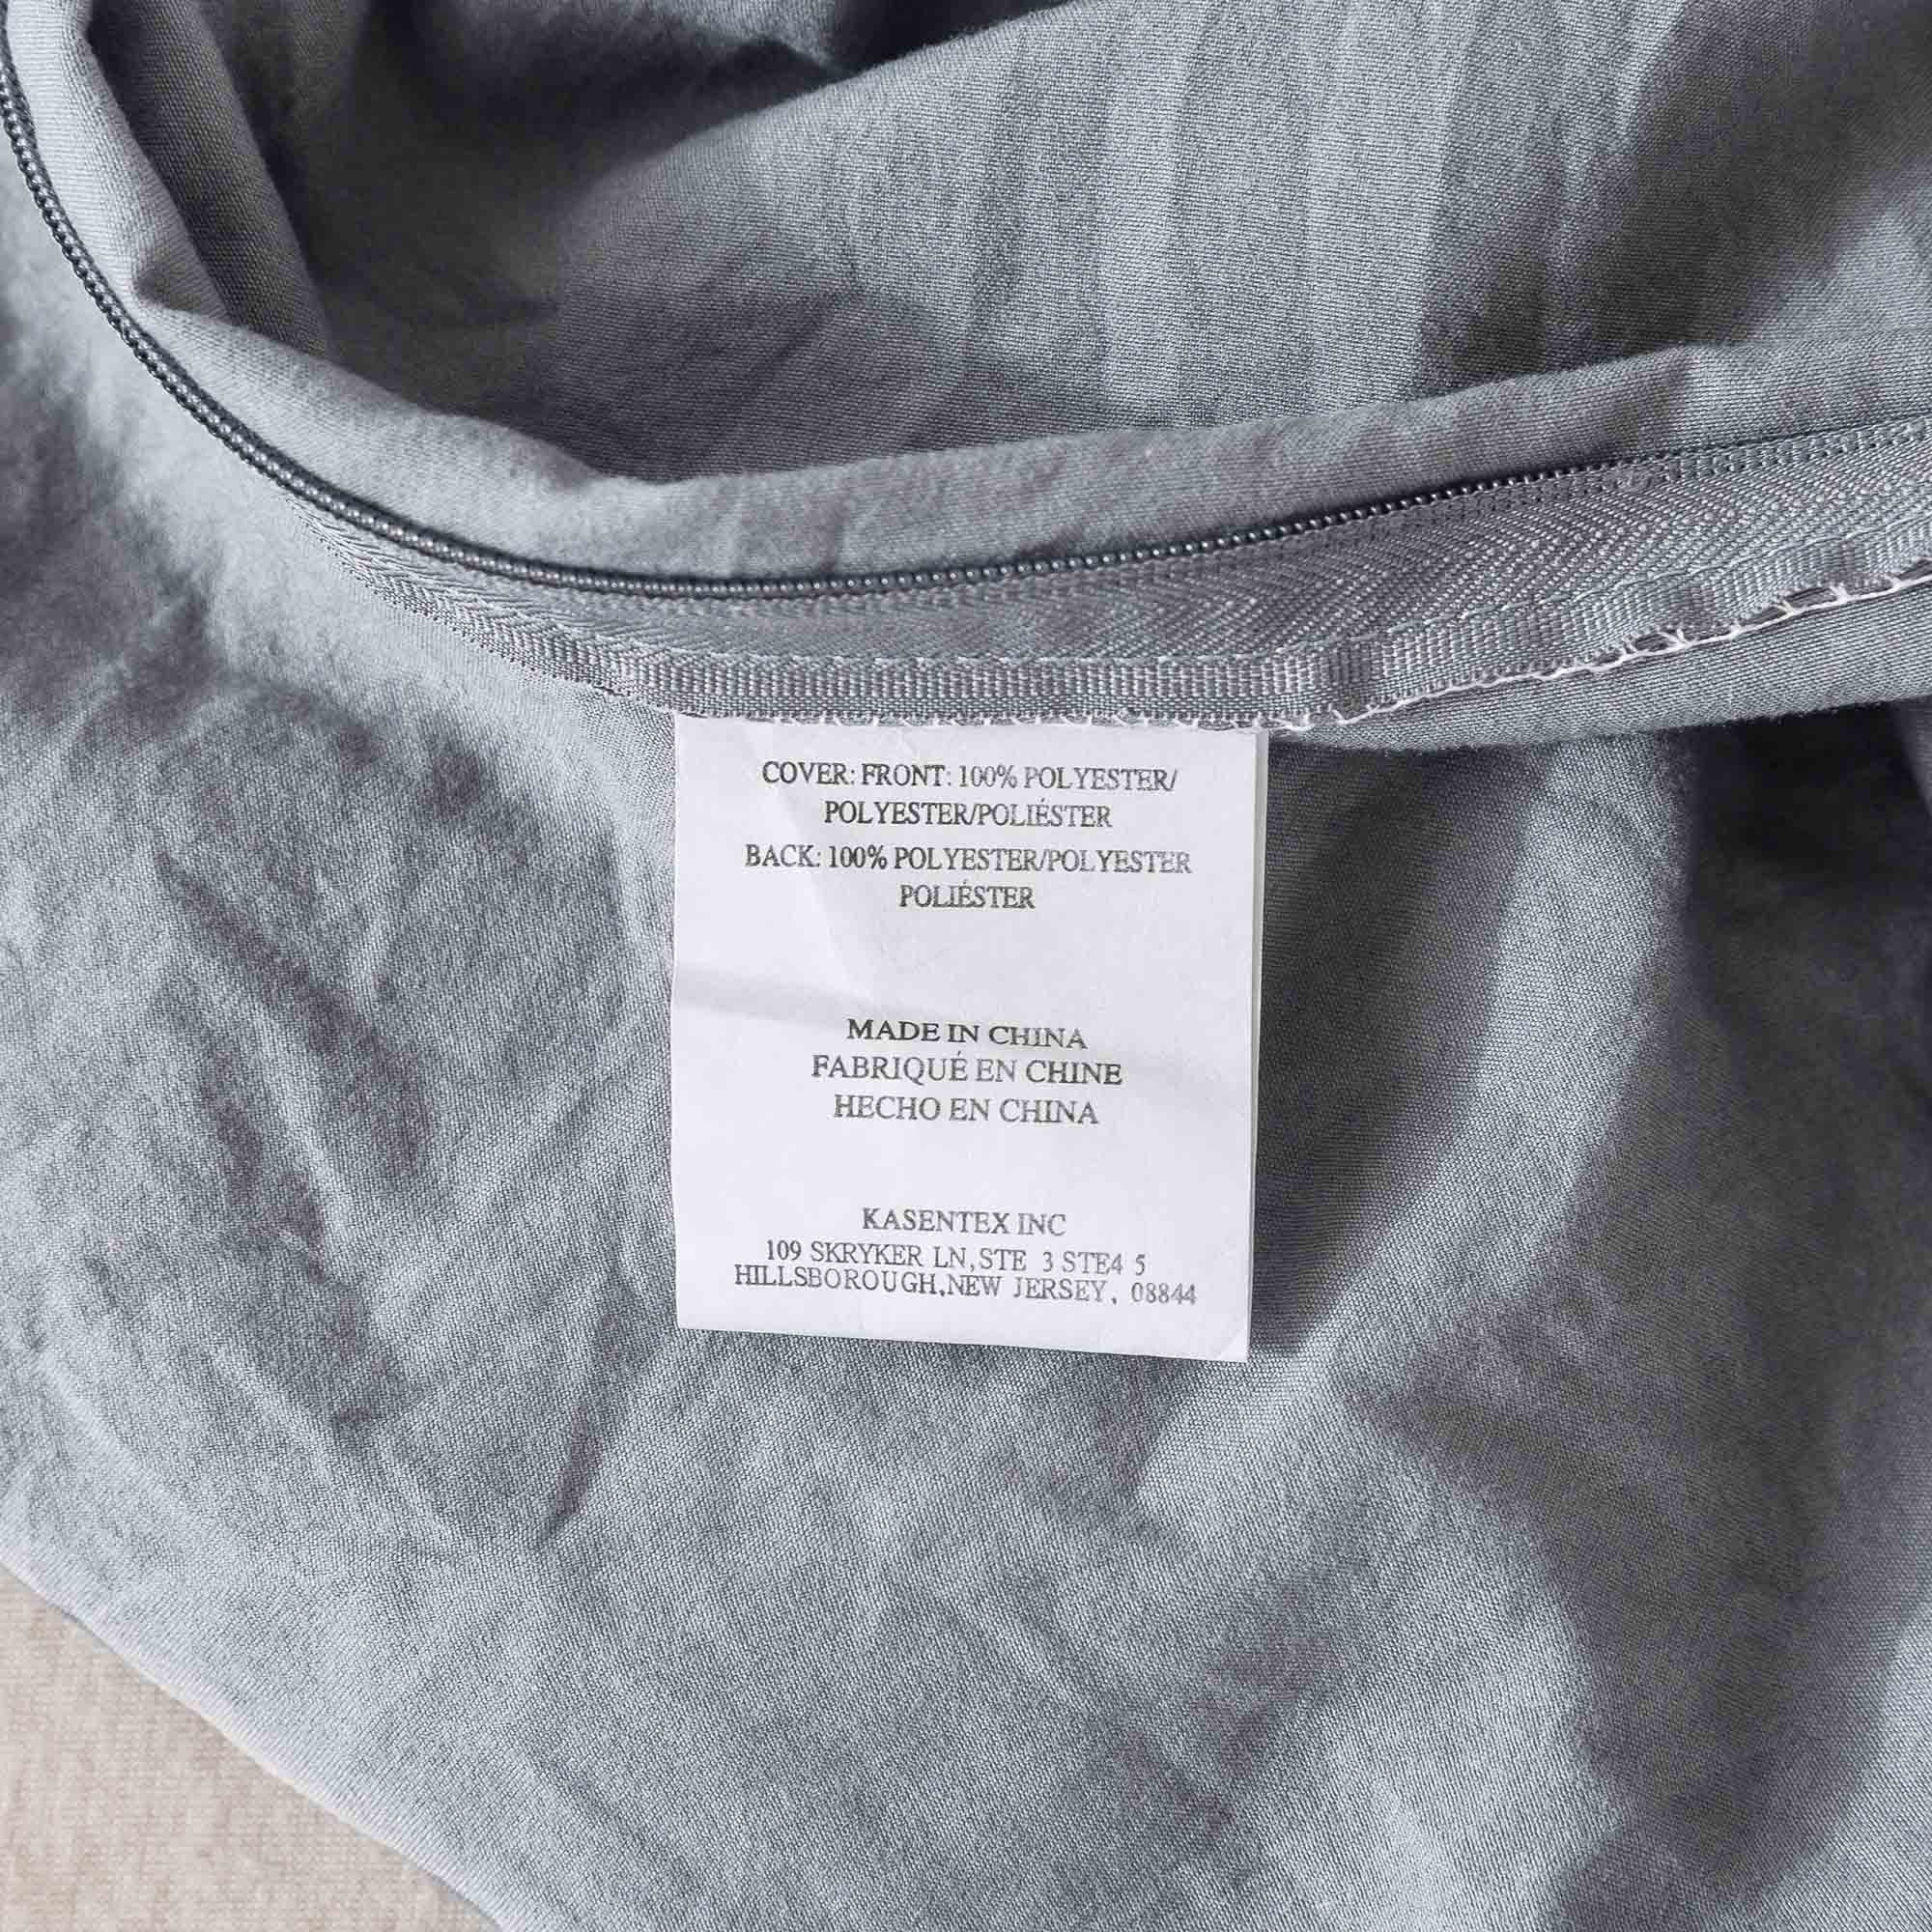 COVER: FRONT: 100% POLYESTER/
POLYESTER/POLIÉSTER
BACK: 100% POLYESTER/POLYESTER
POLIÉSTER
MADE IN CHINA
FABRIQUÉ EN CHINE
HECHO EN CHINA
KASENTEX INC
109 SKRYKER LN,STE 3 STE4 5
HILLSBOROUGH,NEW JERSEY, 08844